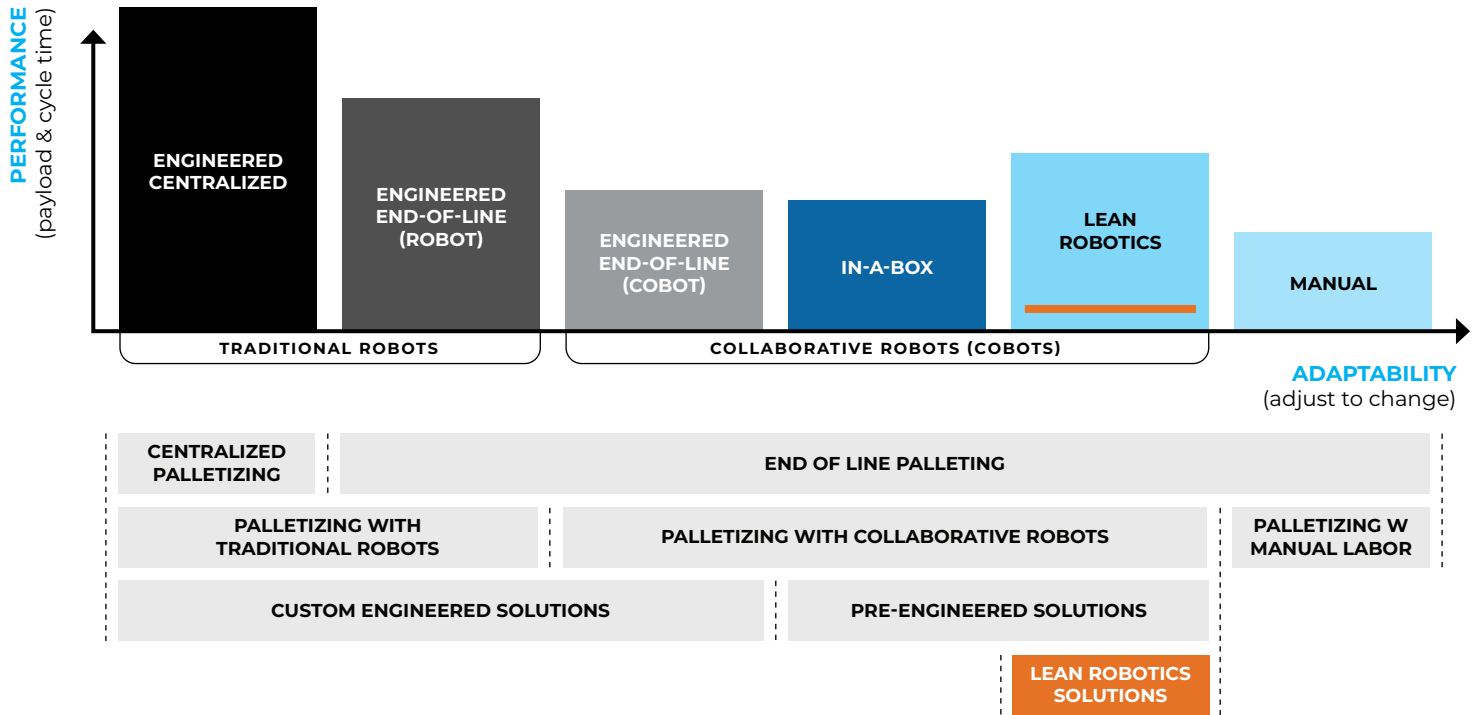 PERFORMANCE
(payload & cycle time)
ENGINEERED
CENTRALIZED
ENGINEERED
END-OF-LINE
(ROBOT)
ENGINEERED
END-OF-LINE
(COBOT)
IN-A-BOX
LEAN
ROBOTICS
MANUAL
TRADITIONAL ROBOTS
COLLABORATIVE ROBOTS (COBOTS)
ADAPTABILITY
(adjust to change)
CENTRALIZED
PALLETIZING
END OF LINE PALLETING
PALLETIZING WITH
TRADITIONAL ROBOTS
PALLETIZING WITH COLLABORATIVE ROBOTS
PALLETIZING W
MANUAL LABOR
CUSTOM ENGINEERED SOLUTIONS
PRE-ENGINEERED SOLUTIONS
LEAN ROBOTICS
SOLUTIONS